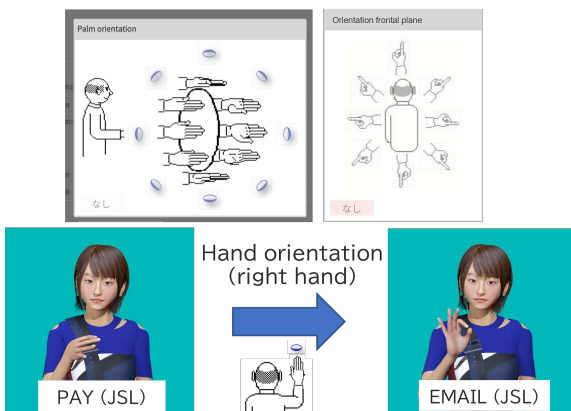 Palm orientation
Orientation frontal plane
なし
なし
Hand orientation
(right hand)
PAY (JSL)
EMAIL (JSL)